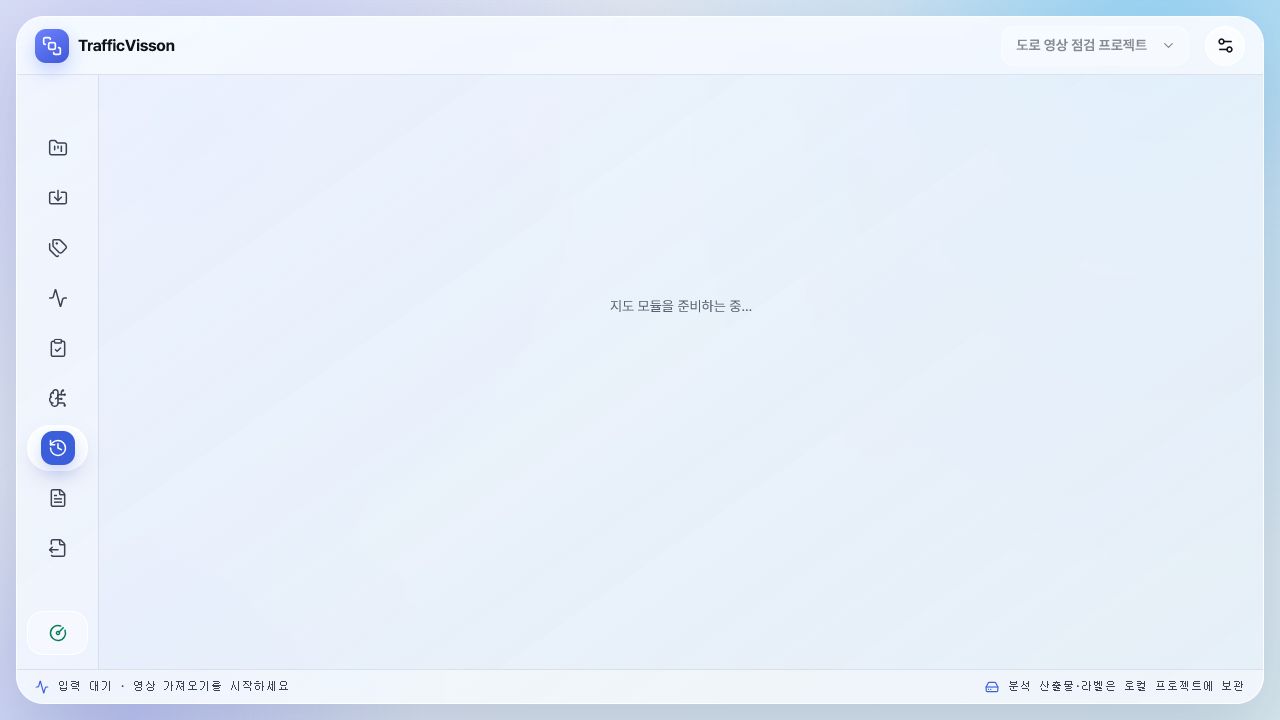 TrafficVisson
도로 영상 점검 프로젝트
지도 모듈을 준비하는 중...
입력 대기 · 영상 가져오기를 시작하세요
분석 산출물·라벨은 로컬 프로젝트에 보관